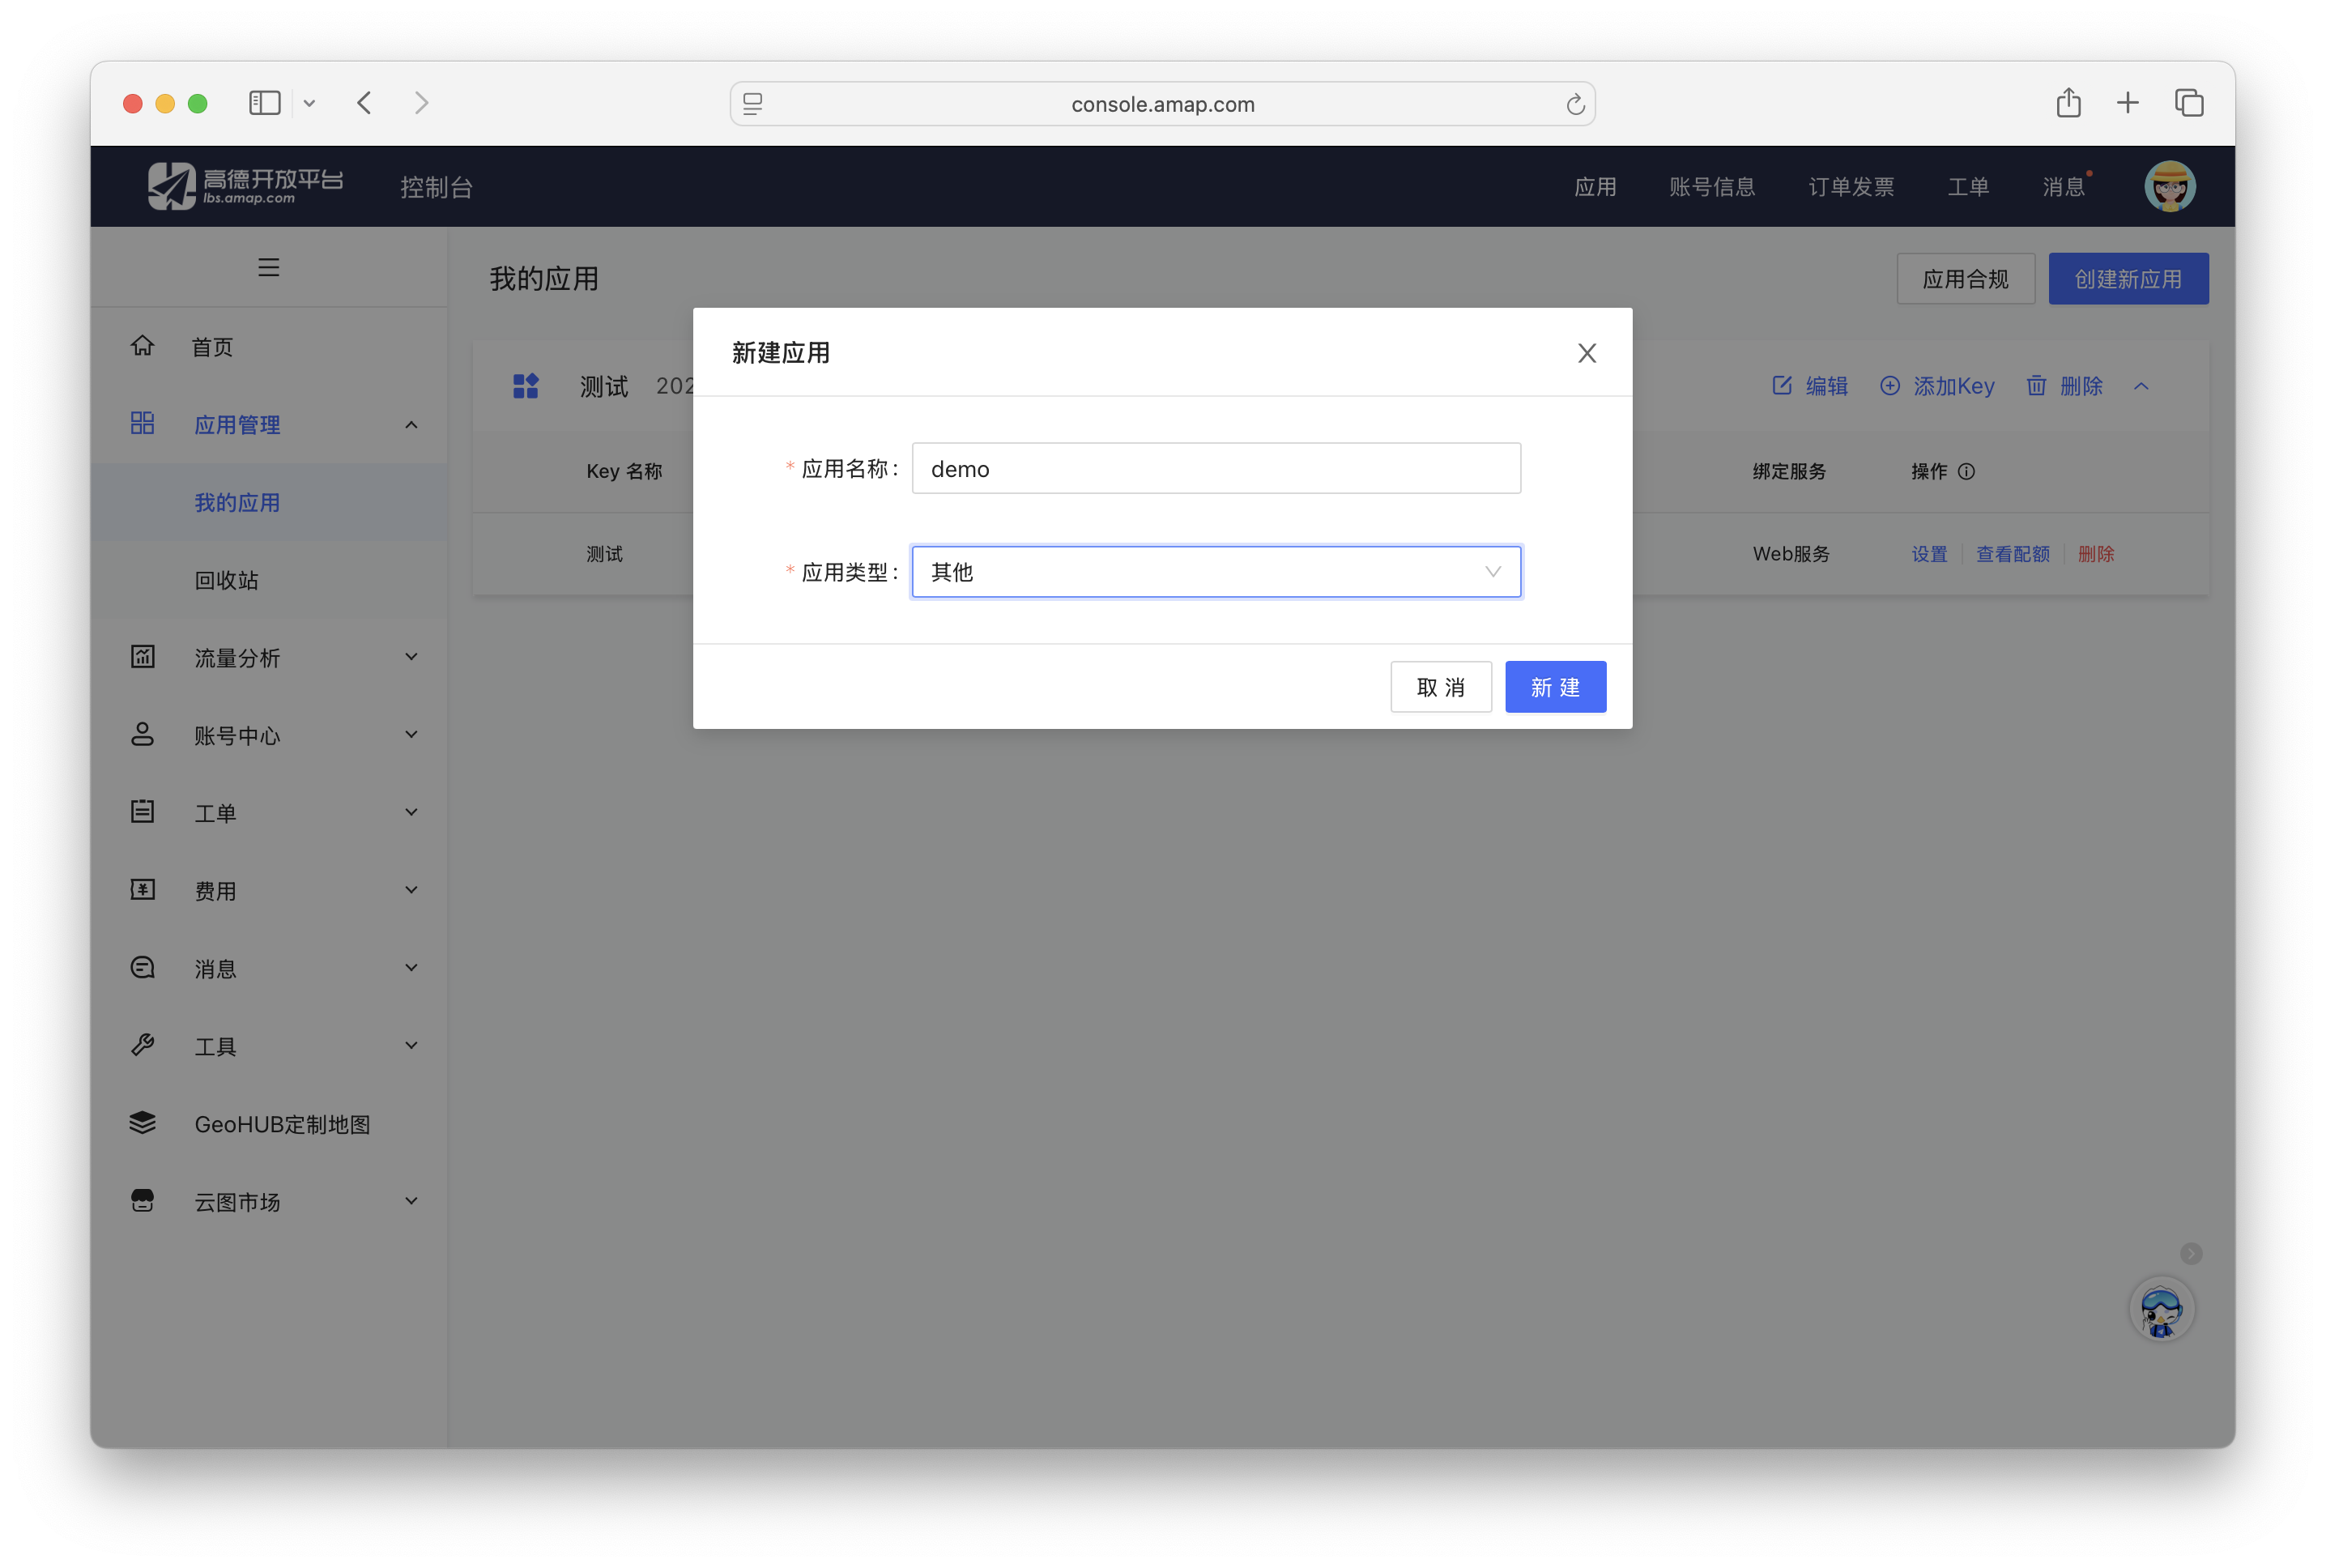 console.amap.com
高德开放平台
lbs.amap.com
控制台
应用
账号信息
订单发票
工单
消息
首页
应用管理
我的应用
回收站
流量分析
账号中心
工单
费用
消息
工具
GeoHUB定制地图
云图市场
我的应用
应用合规
创建新应用
测试 202
编辑
添加Key
删除
Key 名称
绑定服务
操作
测试
Web服务
设置
查看配额
删除
新建应用
* 应用名称: demo
* 应用类型: 其他
取 消
新 建